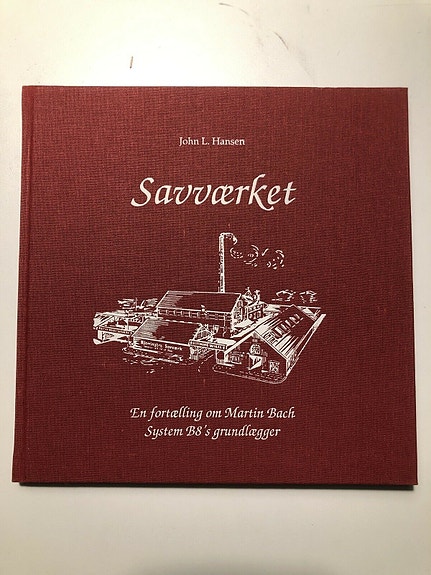 John L. Hansen
Savværket
En fortælling om Martin Bach
System B8's grundlægger